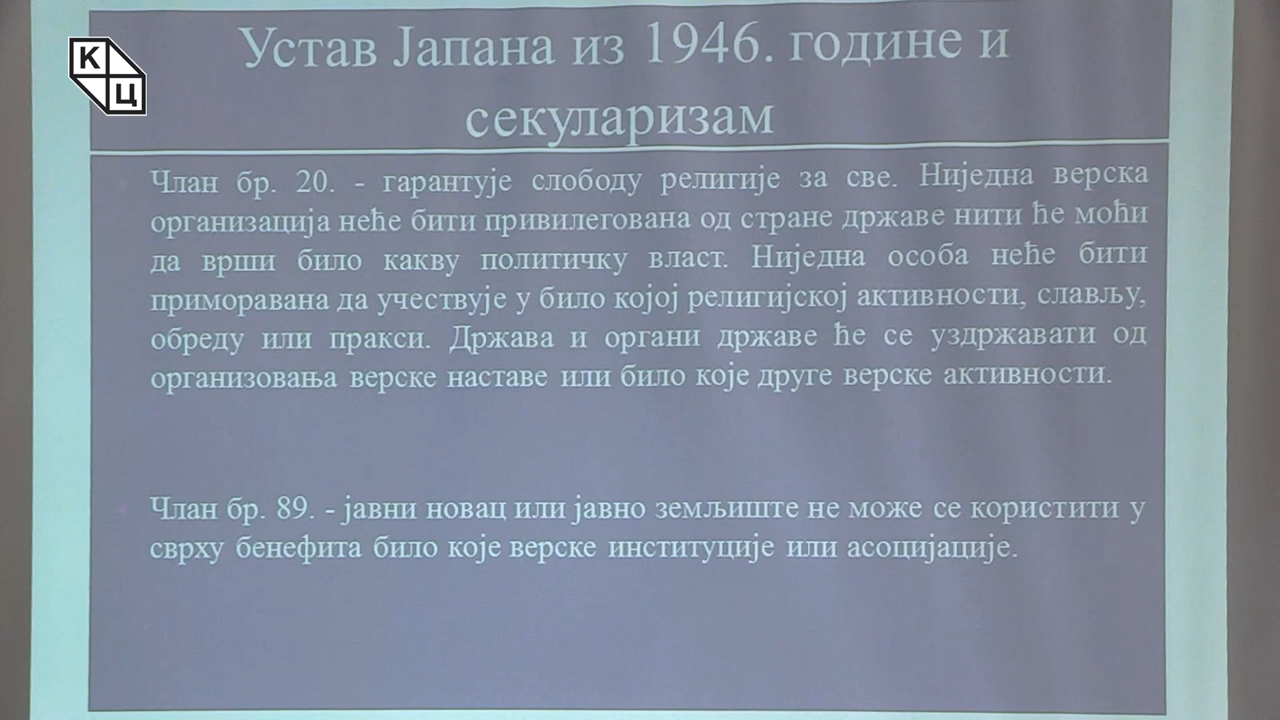 К
Ц
Устав Јапана из 1946. године и
секуларизам
Члан бр. 20. - гарантује слободу религије за све. Ниједна верска
организација неће бити привилегована од стране државе нити ће моћи
да врши било какву политичку власт. Ниједна особа неће бити
приморавана да учествује у било којој религијској активности, слављу,
обреду или пракси. Држава и органи државе ће се уздржавати од
организовања верске наставе или било које друге верске активности.
Члан бр. 89. - јавни новац или јавно земљиште не може се користити у
сврху бенефита било које верске институције или асоцијације.